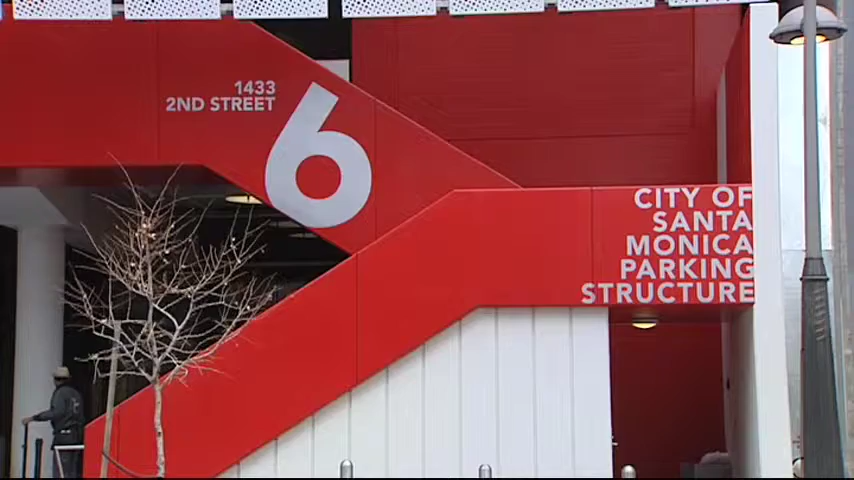 1433
2ND STREET
6
CITY OF
SANTA
MONICA
PARKING
STRUCTURE